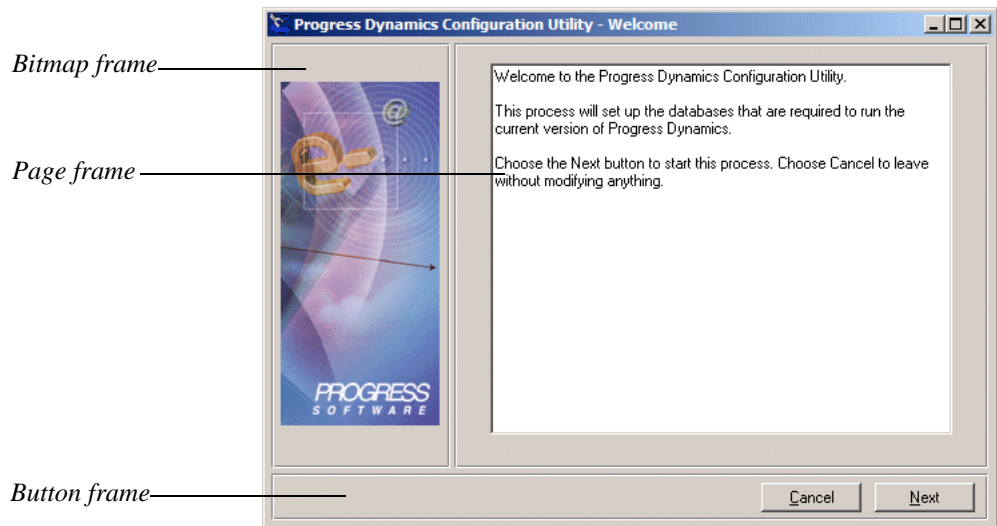 Progress Dynamics Configuration Utility - Welcome
Bitmap frame
@
e-
Welcome to the Progress Dynamics Configuration Utility.
This process will set up the databases that are required to run the
current version of Progress Dynamics.
Page frame
Choose the Next button to start this process. Choose Cancel to leave
without modifying anything.
PROGRESS
SOFTWARE
Button frame
Cancel
Next